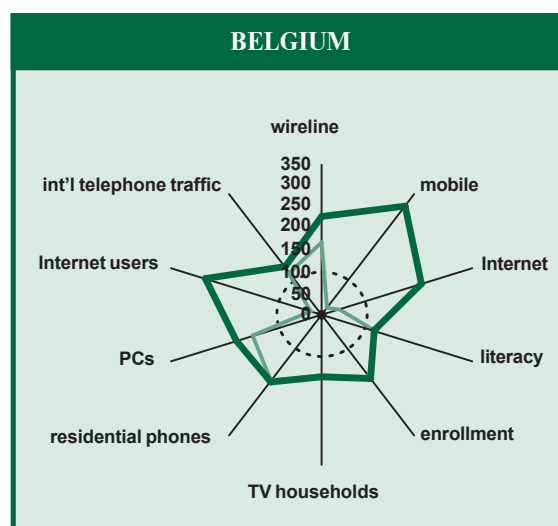 BELGIUM
wireline
350
300
250
200
150
100
50
0
mobile
Internet
literacy
enrollment
TV households
residential phones
PCs
Internet users
int'l telephone traffic